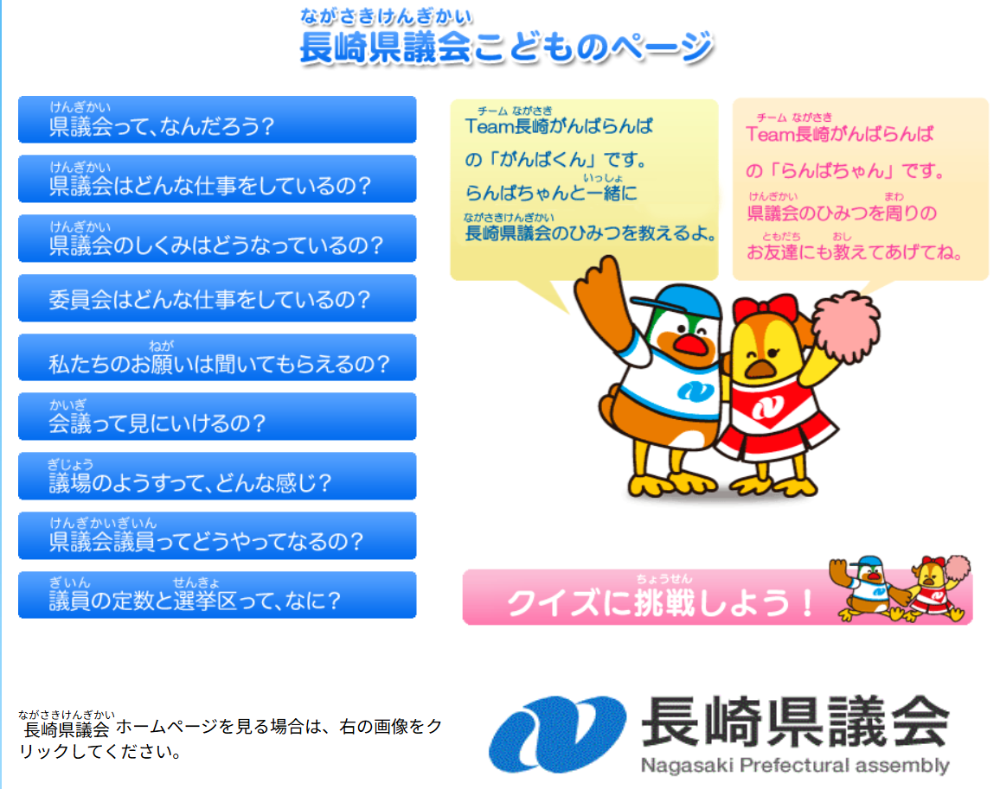 ながさきけんぎかい
長崎県議会こどものページ
けんぎかい
県議会って、なんだろう？
けんぎかい
県議会はどんな仕事をしているの？
けんぎかい
県議会のしくみはどうなっているの？
委員会はどんな仕事をしているの？
ねが
私たちのお願いは聞いてもらえるの？
かいぎ
会議って見にいけるの？
ぎじょう
議場のようすって、どんな感じ？
けんぎかいぎいん
県議会議員ってどうやってなるの？
ぎいん せんきょ
議員の定数と選挙区って、なに？
チーム ながさき
Team長崎がんばらんば
の「がんばくん」です。
いっしょ
らんばちゃんと一緒に
ながさきけんぎかい
長崎県議会のひみつを教えるよ。
チーム ながさき
Team長崎がんばらんば
の「らんばちゃん」です。
けんぎかい まわ
県議会のひみつを周りの
ともだち おし
お友達にも教えてあげてね。
ちょうせん
クイズに挑戦しよう！
ながさきけんぎかい
長崎県議会 ホームページを見る場合は、右の画像をク
リックしてください。
長崎県議会
Nagasaki Prefectural assembly